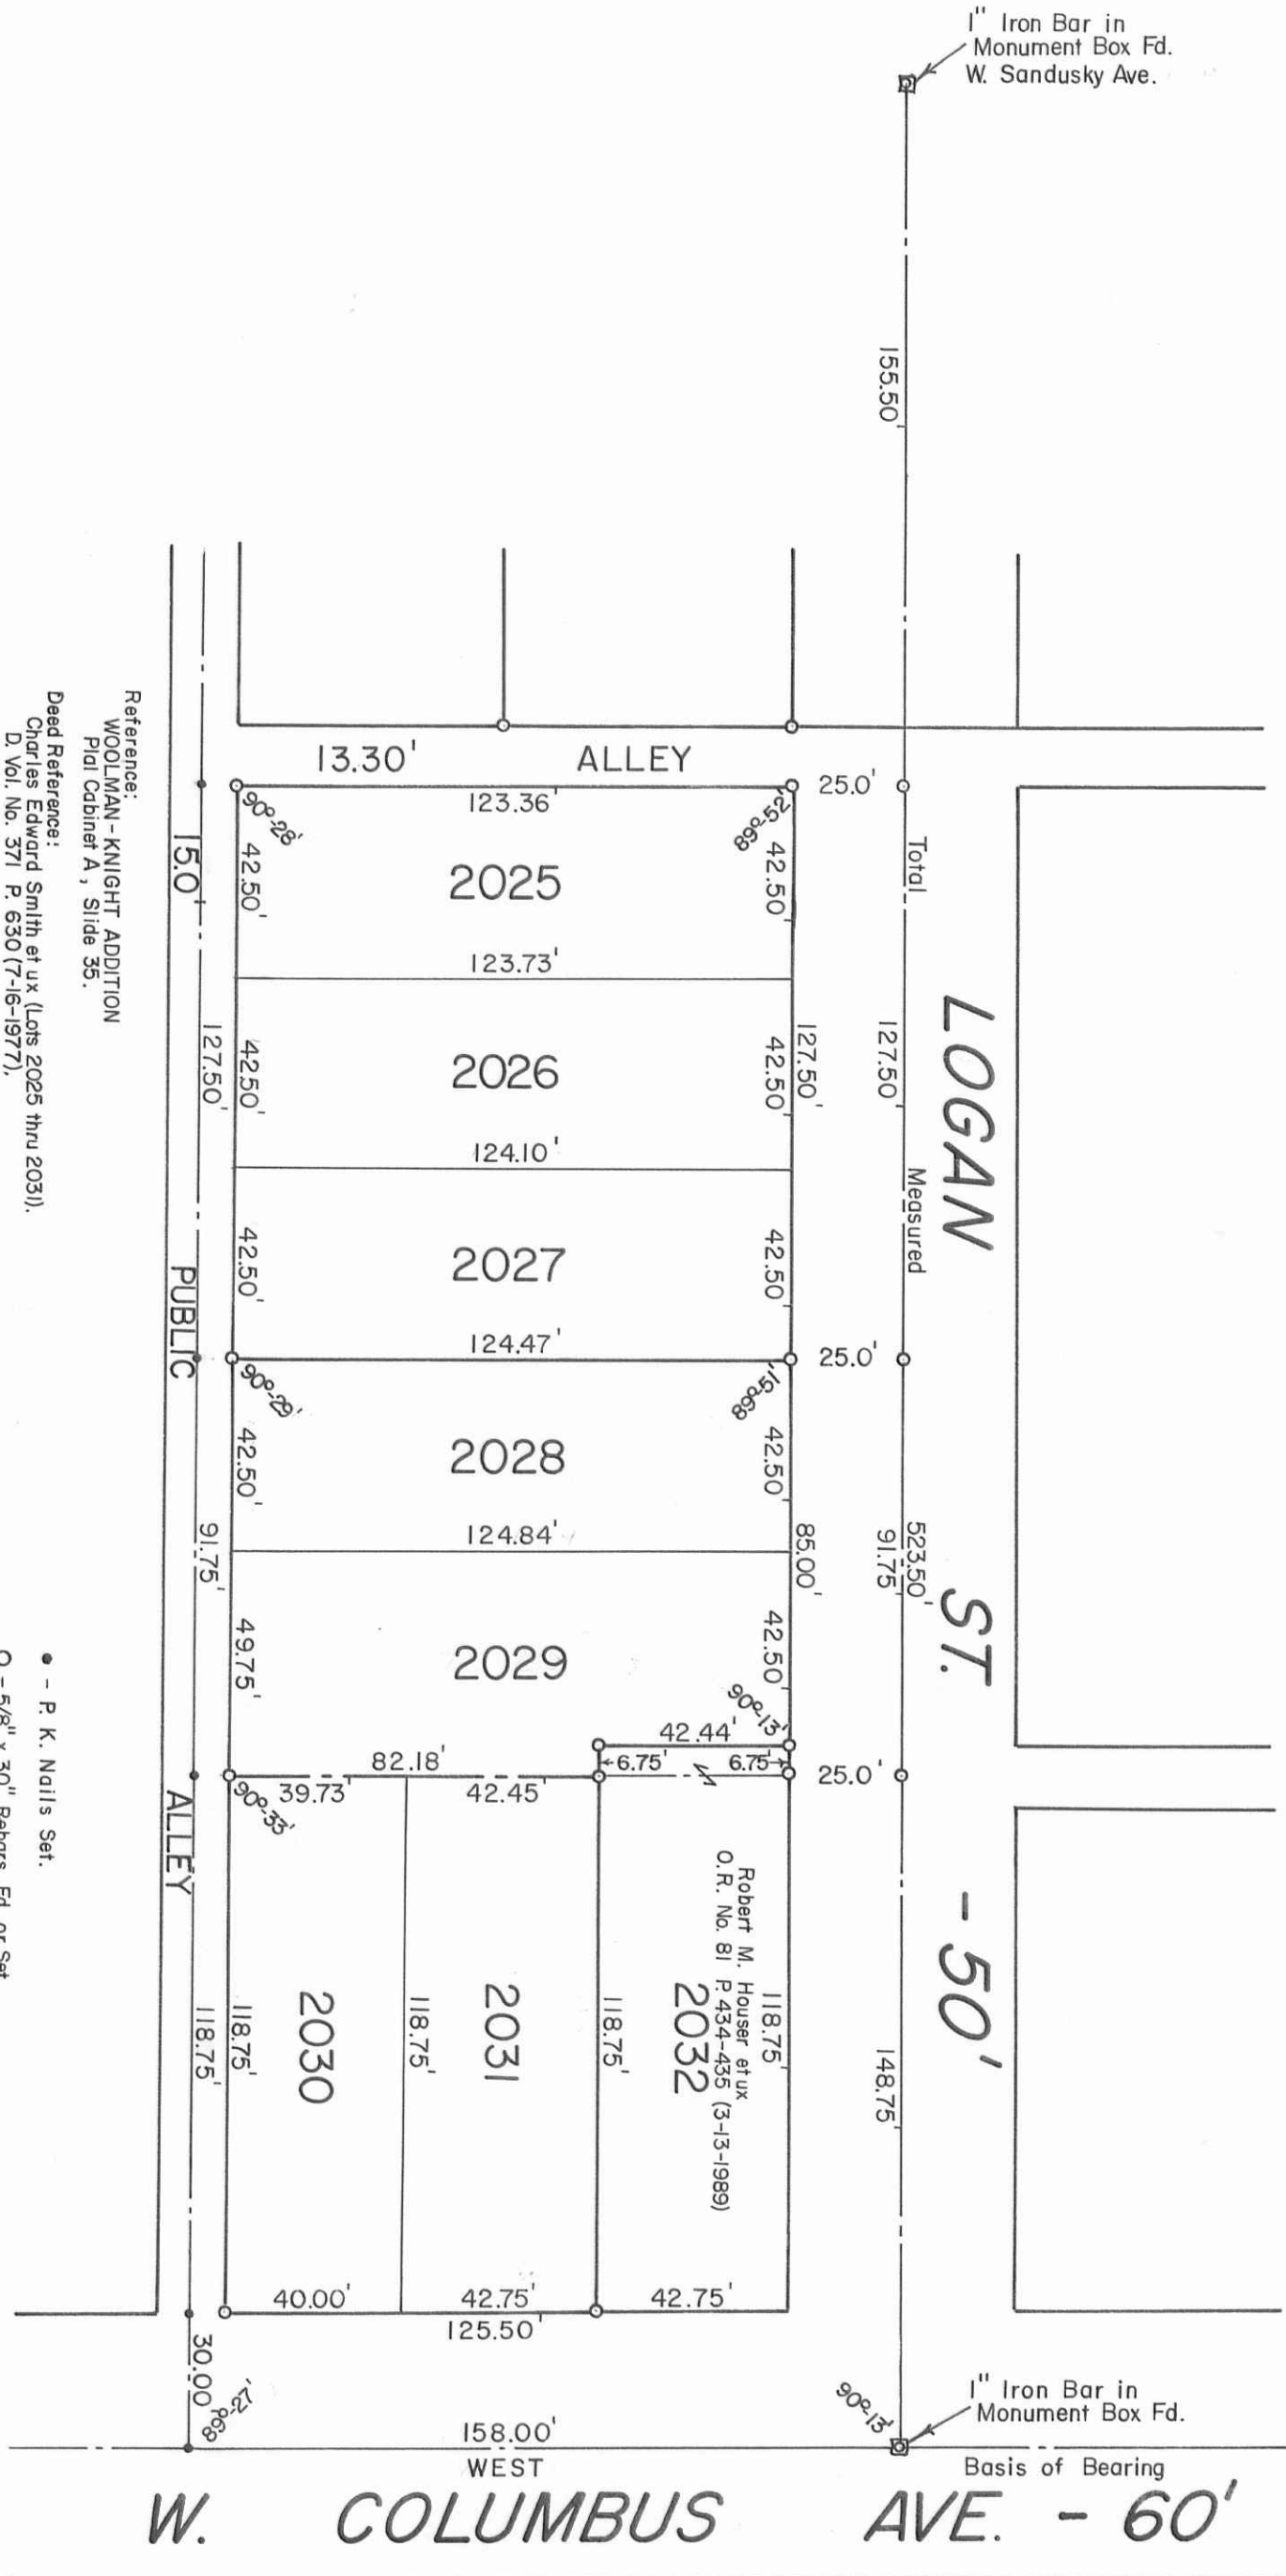 1" Iron Bar in
Monument Box Fd.
W. Sandusky Ave.
155.50'
13.30' ALLEY
25.0'
123.36'
90°-28'
89°-52'
Total
15.0'
42.50'
2025
42.50'
123.73'
127.50'
42.50'
2026
42.50'
127.50'
127.50'
LOGAN ST. - 50'
124.10'
Measured
42.50'
2027
42.50'
PUBLIC
124.47'
25.0'
90°-29'
89°-51'
42.50'
2028
42.50'
124.84'
91.75'
85.00'
523.50'
91.75'
49.75'
2029
42.50'
90°-13'
42.44'
82.18'
6.75'
6.75'
39.73'
42.45'
25.0'
90°-33'
ALLEY
Robert M. Houser et ux
O.R. No. 81 P. 434-435 (3-13-1989)
118.75'
118.75'
2030
118.75'
2031
118.75'
2032
118.75'
148.75'
40.00'
42.75'
42.75'
125.50'
30.00'
89°-27'
90°-13'
1" Iron Bar in
Monument Box Fd.
158.00'
WEST
Basis of Bearing
W. COLUMBUS AVE. - 60'
Reference:
WOOLMAN-KNIGHT ADDITION
Plat Cabinet A, Slide 35.
Deed Reference:
Charles Edward Smith et ux (Lots 2025 thru 2031).
D. Vol. No. 371 P. 630 (7-16-1977).
● - P. K. Nails Set.
O - 5/8" x 30" Rebars Fd. or Set